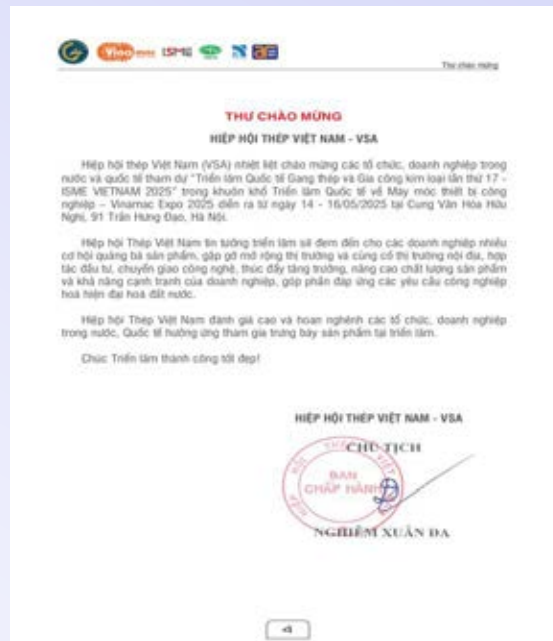 Vinamac ISME
Thư chào mừng
THƯ CHÀO MỪNG
HIỆP HỘI THÉP VIỆT NAM - VSA
Hiệp hội thép Việt Nam (VSA) nhiệt liệt chào mừng các tổ chức, doanh nghiệp trong
nước và quốc tế tham dự "Triển lãm Quốc tế Gang thép và Gia công kim loại lần thứ 17 -
ISME VIETNAM 2025" trong khuôn khổ Triển lãm Quốc tế về Máy móc thiết bị công
nghiệp – Vinamac Expo 2025 diễn ra từ ngày 14 - 16/05/2025 tại Cung Văn Hóa Hữu
Nghị, 91 Trần Hưng Đạo, Hà Nội.
Hiệp hội Thép Việt Nam tin tưởng triển lãm sẽ đem đến cho các doanh nghiệp nhiều
cơ hội quảng bá sản phẩm, gặp gỡ mở rộng thị trường và củng cố thị trường nội địa, hợp
tác đầu tư, chuyển giao công nghệ, thúc đẩy tăng trưởng, nâng cao chất lượng sản phẩm
và khả năng cạnh tranh của doanh nghiệp, góp phần đáp ứng các yêu cầu công nghiệp
hoá hiện đại hoá đất nước.
Hiệp hội Thép Việt Nam đánh giá cao và hoan nghênh các tổ chức, doanh nghiệp
trong nước, Quốc tế hưởng ứng tham gia trưng bày sản phẩm tại triển lãm.
Chúc Triển lãm thành công tốt đẹp!
HIỆP HỘI THÉP VIỆT NAM - VSA
CHỦ TỊCH
HIỆP HỘI THÉP VIỆT
BAN
CHẤP HÀNH
NGHIÊM XUÂN ĐA